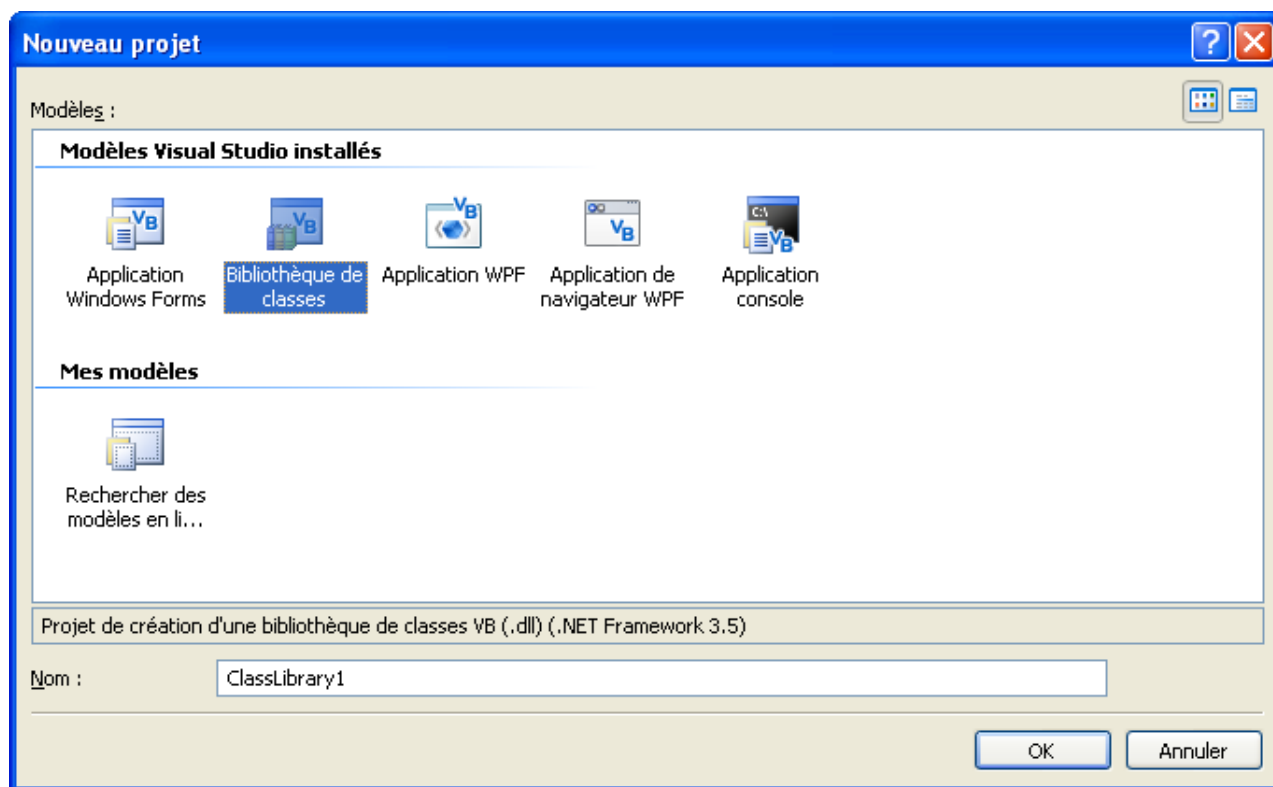 Nouveau projet
Modèles :
Modèles Visual Studio installés
Application
Windows Forms
Bibliothèque de
classes
Application WPF
Application de
navigateur WPF
Application
console
Mes modèles
Rechercher des
modèles en li...
Projet de création d'une bibliothèque de classes VB (.dll) (.NET Framework 3.5)
Nom :
ClassLibrary1
OK
Annuler